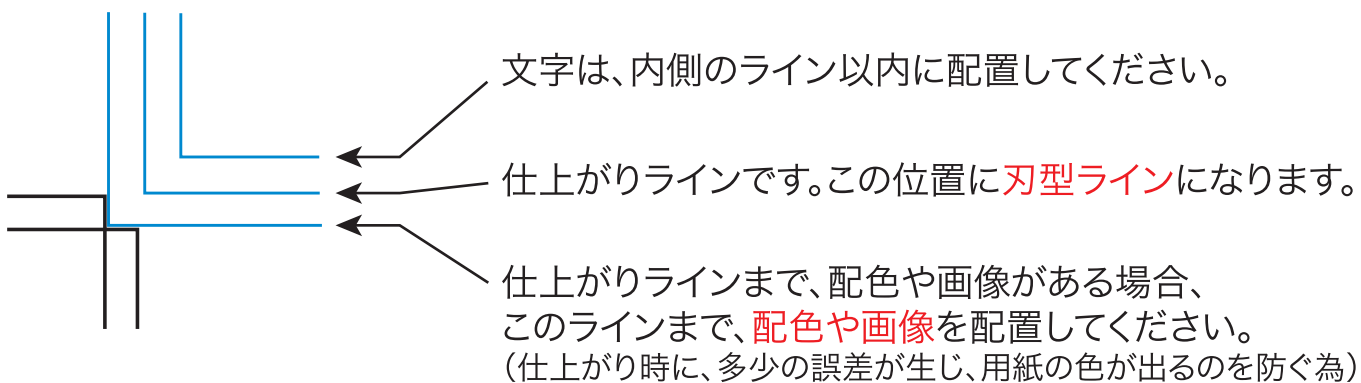 文字は、内側のライン以内に配置してください。
仕上がりラインです。この位置に刃型ラインになります。
仕上がりラインまで、配色や画像がある場合、
このラインまで、配色や画像を配置してください。
（仕上がり時に、多少の誤差が生じ、用紙の色が出るのを防ぐ為）